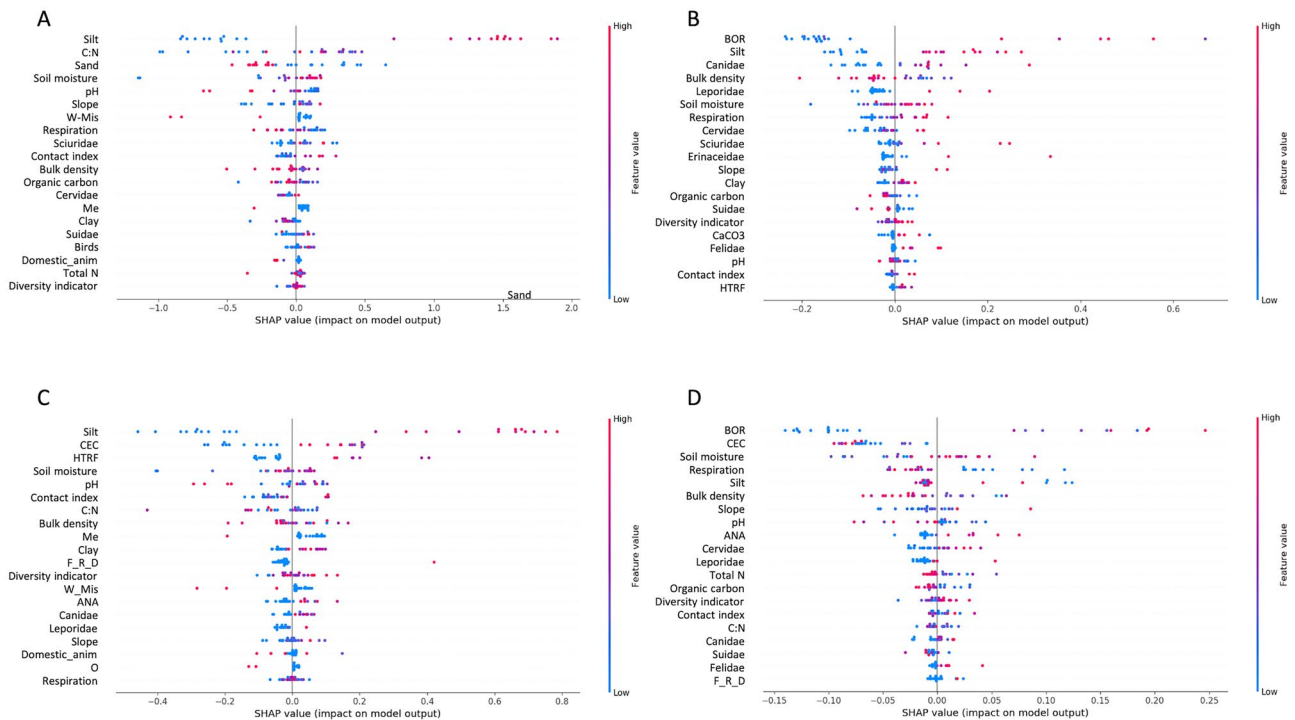 A
High
Silt
C:N
Sand
Soil moisture
pH
Slope
W-Mis
Respiration
Sciuridae
Contact index
Bulk density
Organic carbon
Cervidae
Me
Clay
Suidae
Birds
Domestic_anim
Total N
Diversity indicator
Feature value
Low
Sand
−1.0 −0.5 0.0 0.5 1.0 1.5 2.0
SHAP value (impact on model output)
B
High
BOR
Silt
Canidae
Bulk density
Leporidae
Soil moisture
Respiration
Cervidae
Sciuridae
Erinaceidae
Slope
Clay
Organic carbon
Suidae
Diversity indicator
CaCO3
Felidae
pH
Contact index
HTRF
Feature value
Low
−0.2 0.0 0.2 0.4 0.6
SHAP value (impact on model output)
C
High
Silt
CEC
HTRF
Soil moisture
pH
Contact index
C:N
Bulk density
Me
Clay
F_R_D
Diversity indicator
W_Mis
ANA
Canidae
Leporidae
Slope
Domestic_anim
O
Respiration
Feature value
Low
−0.4 −0.2 0.0 0.2 0.4 0.6 0.8
SHAP value (impact on model output)
D
High
BOR
CEC
Soil moisture
Respiration
Silt
Bulk density
Slope
pH
ANA
Cervidae
Leporidae
Total N
Organic carbon
Diversity indicator
Contact index
C:N
Canidae
Suidae
Felidae
F_R_D
Feature value
Low
−0.15 −0.10 −0.05 0.00 0.05 0.10 0.15 0.20 0.25
SHAP value (impact on model output)